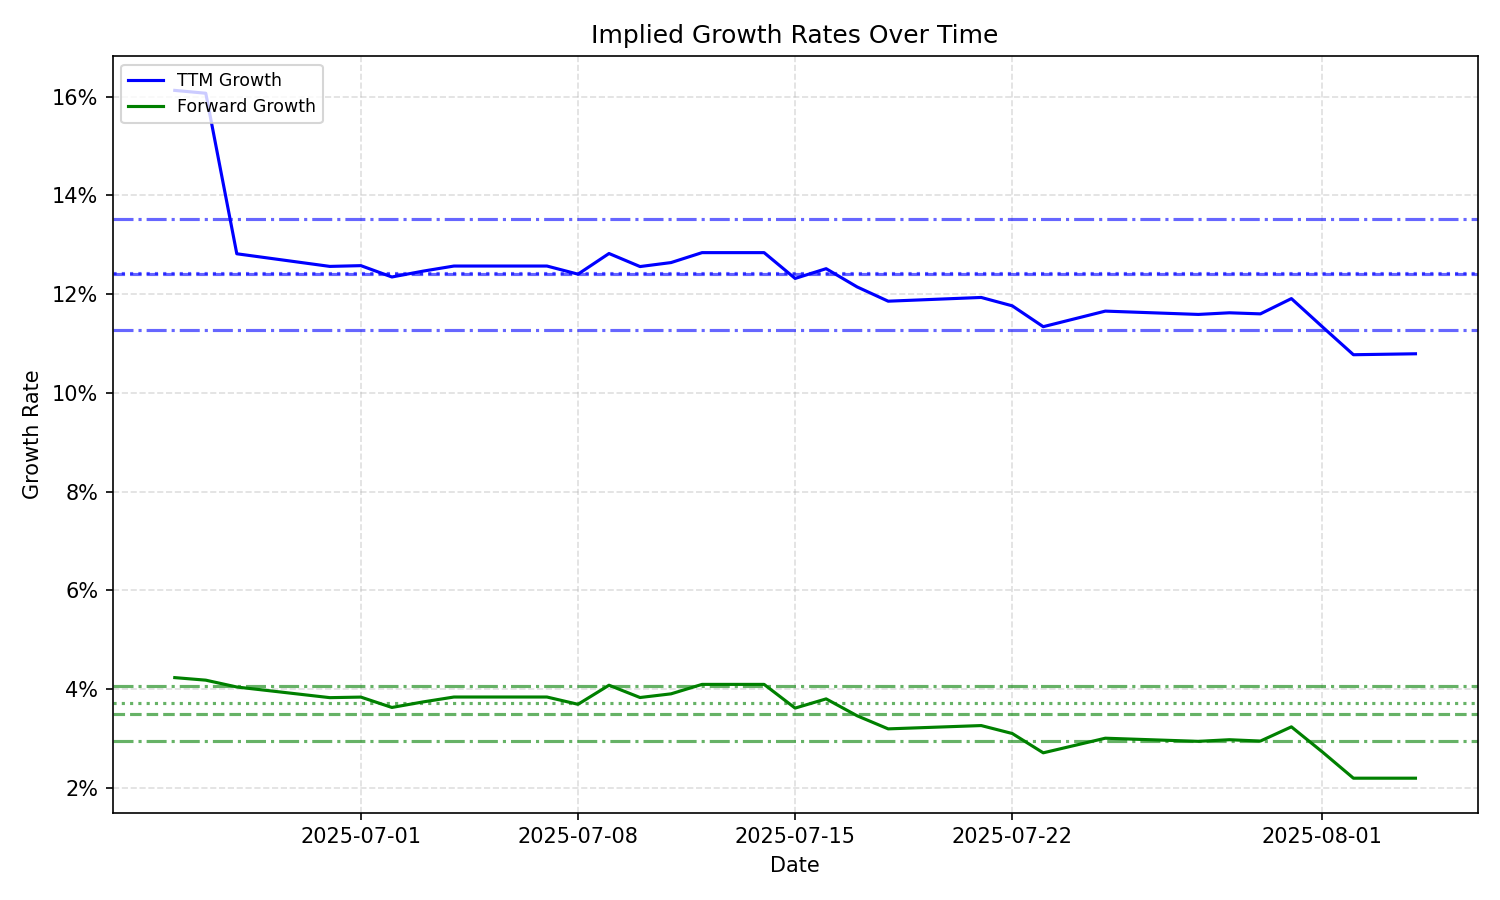 Implied Growth Rates Over Time
TTM Growth
Forward Growth
16%
14%
12%
10%
8%
6%
4%
2%
Growth Rate
2025-07-01
2025-07-08
2025-07-15
2025-07-22
2025-08-01
Date